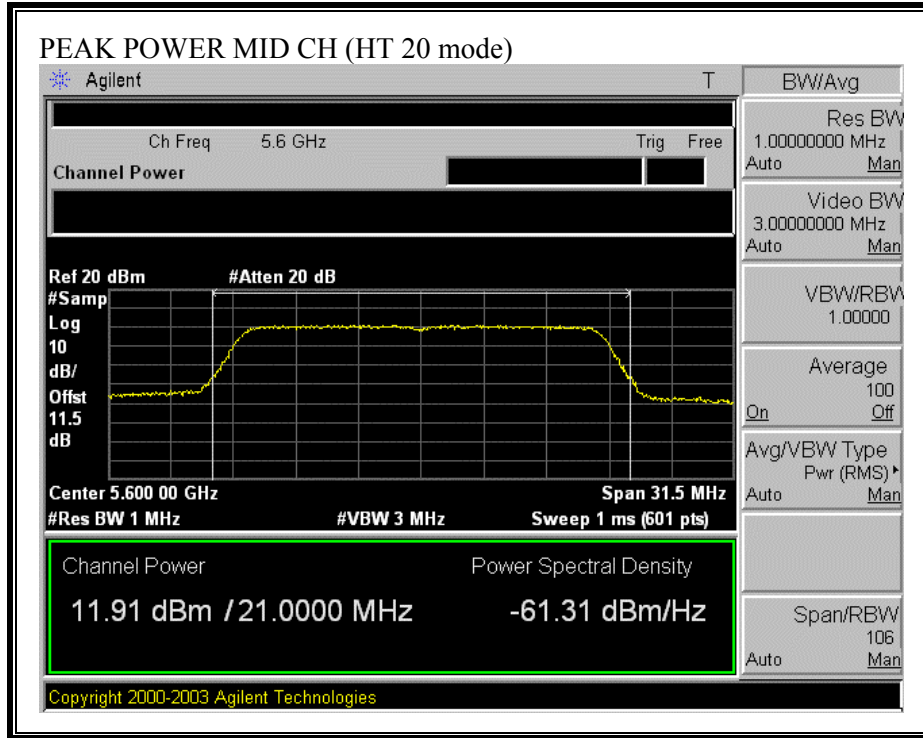 PEAK POWER MID CH (HT 20 mode)
Agilent T
Ch Freq 5.6 GHz Trig Free
Channel Power
Ref 20 dBm #Atten 20 dB
#Samp
Log
10
dB/
Offst
11.5
dB
Center 5.600 00 GHz Span 31.5 MHz
#Res BW 1 MHz #VBW 3 MHz Sweep 1 ms (601 pts)
Channel Power Power Spectral Density
11.91 dBm / 21.0000 MHz -61.31 dBm/Hz
Copyright 2000-2003 Agilent Technologies
BW/Avg
Res BW
1.00000000 MHz
Auto Man
Video BW
3.00000000 MHz
Auto Man
VBW/RBW
1.00000
Average
100
On Off
Avg/VBW Type
Pwr (RMS)
Auto Man
Span/RBW
106
Auto Man